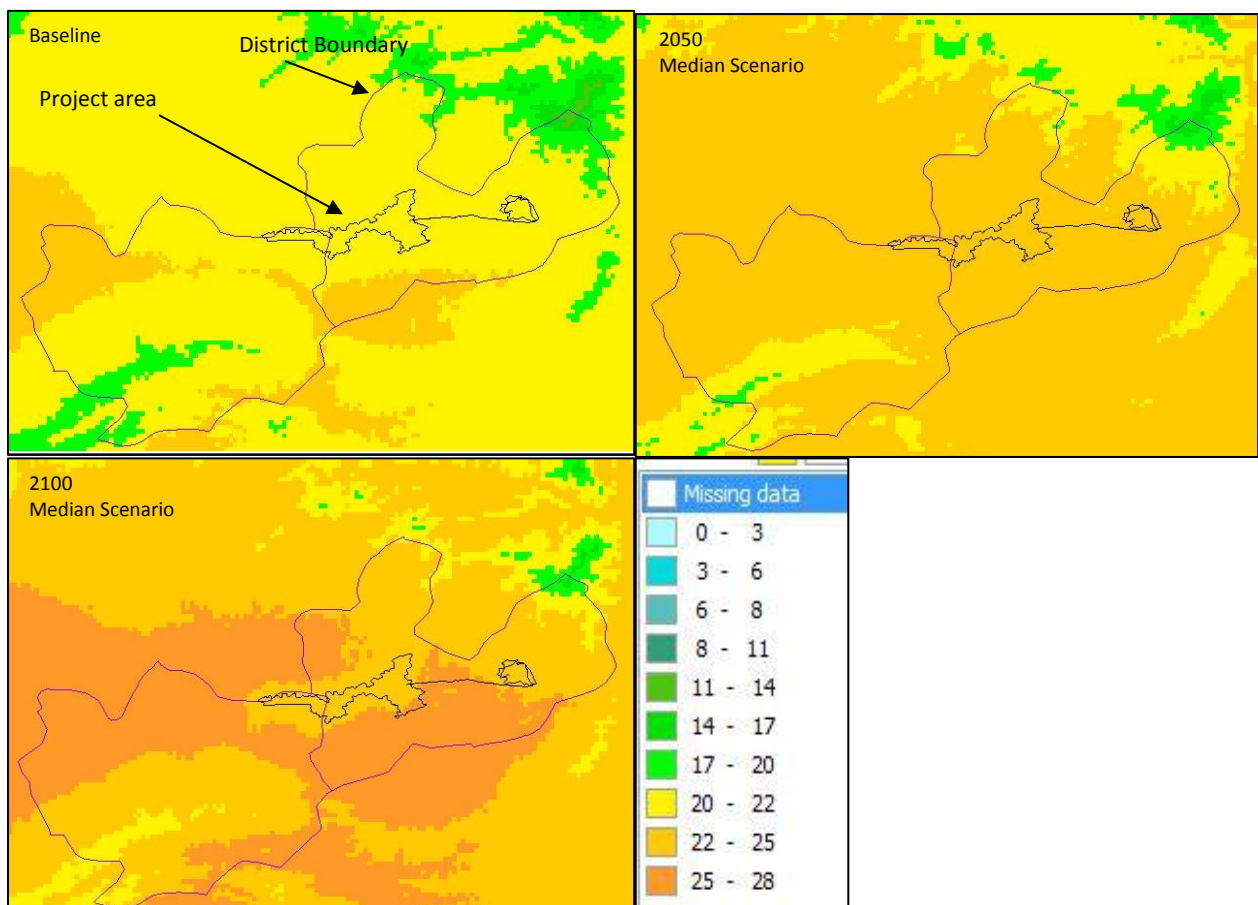 Baseline
District Boundary
Project area
2050
Median Scenario
2100
Median Scenario
Missing data
0 - 3
3 - 6
6 - 8
8 - 11
11 - 14
14 - 17
17 - 20
20 - 22
22 - 25
25 - 28